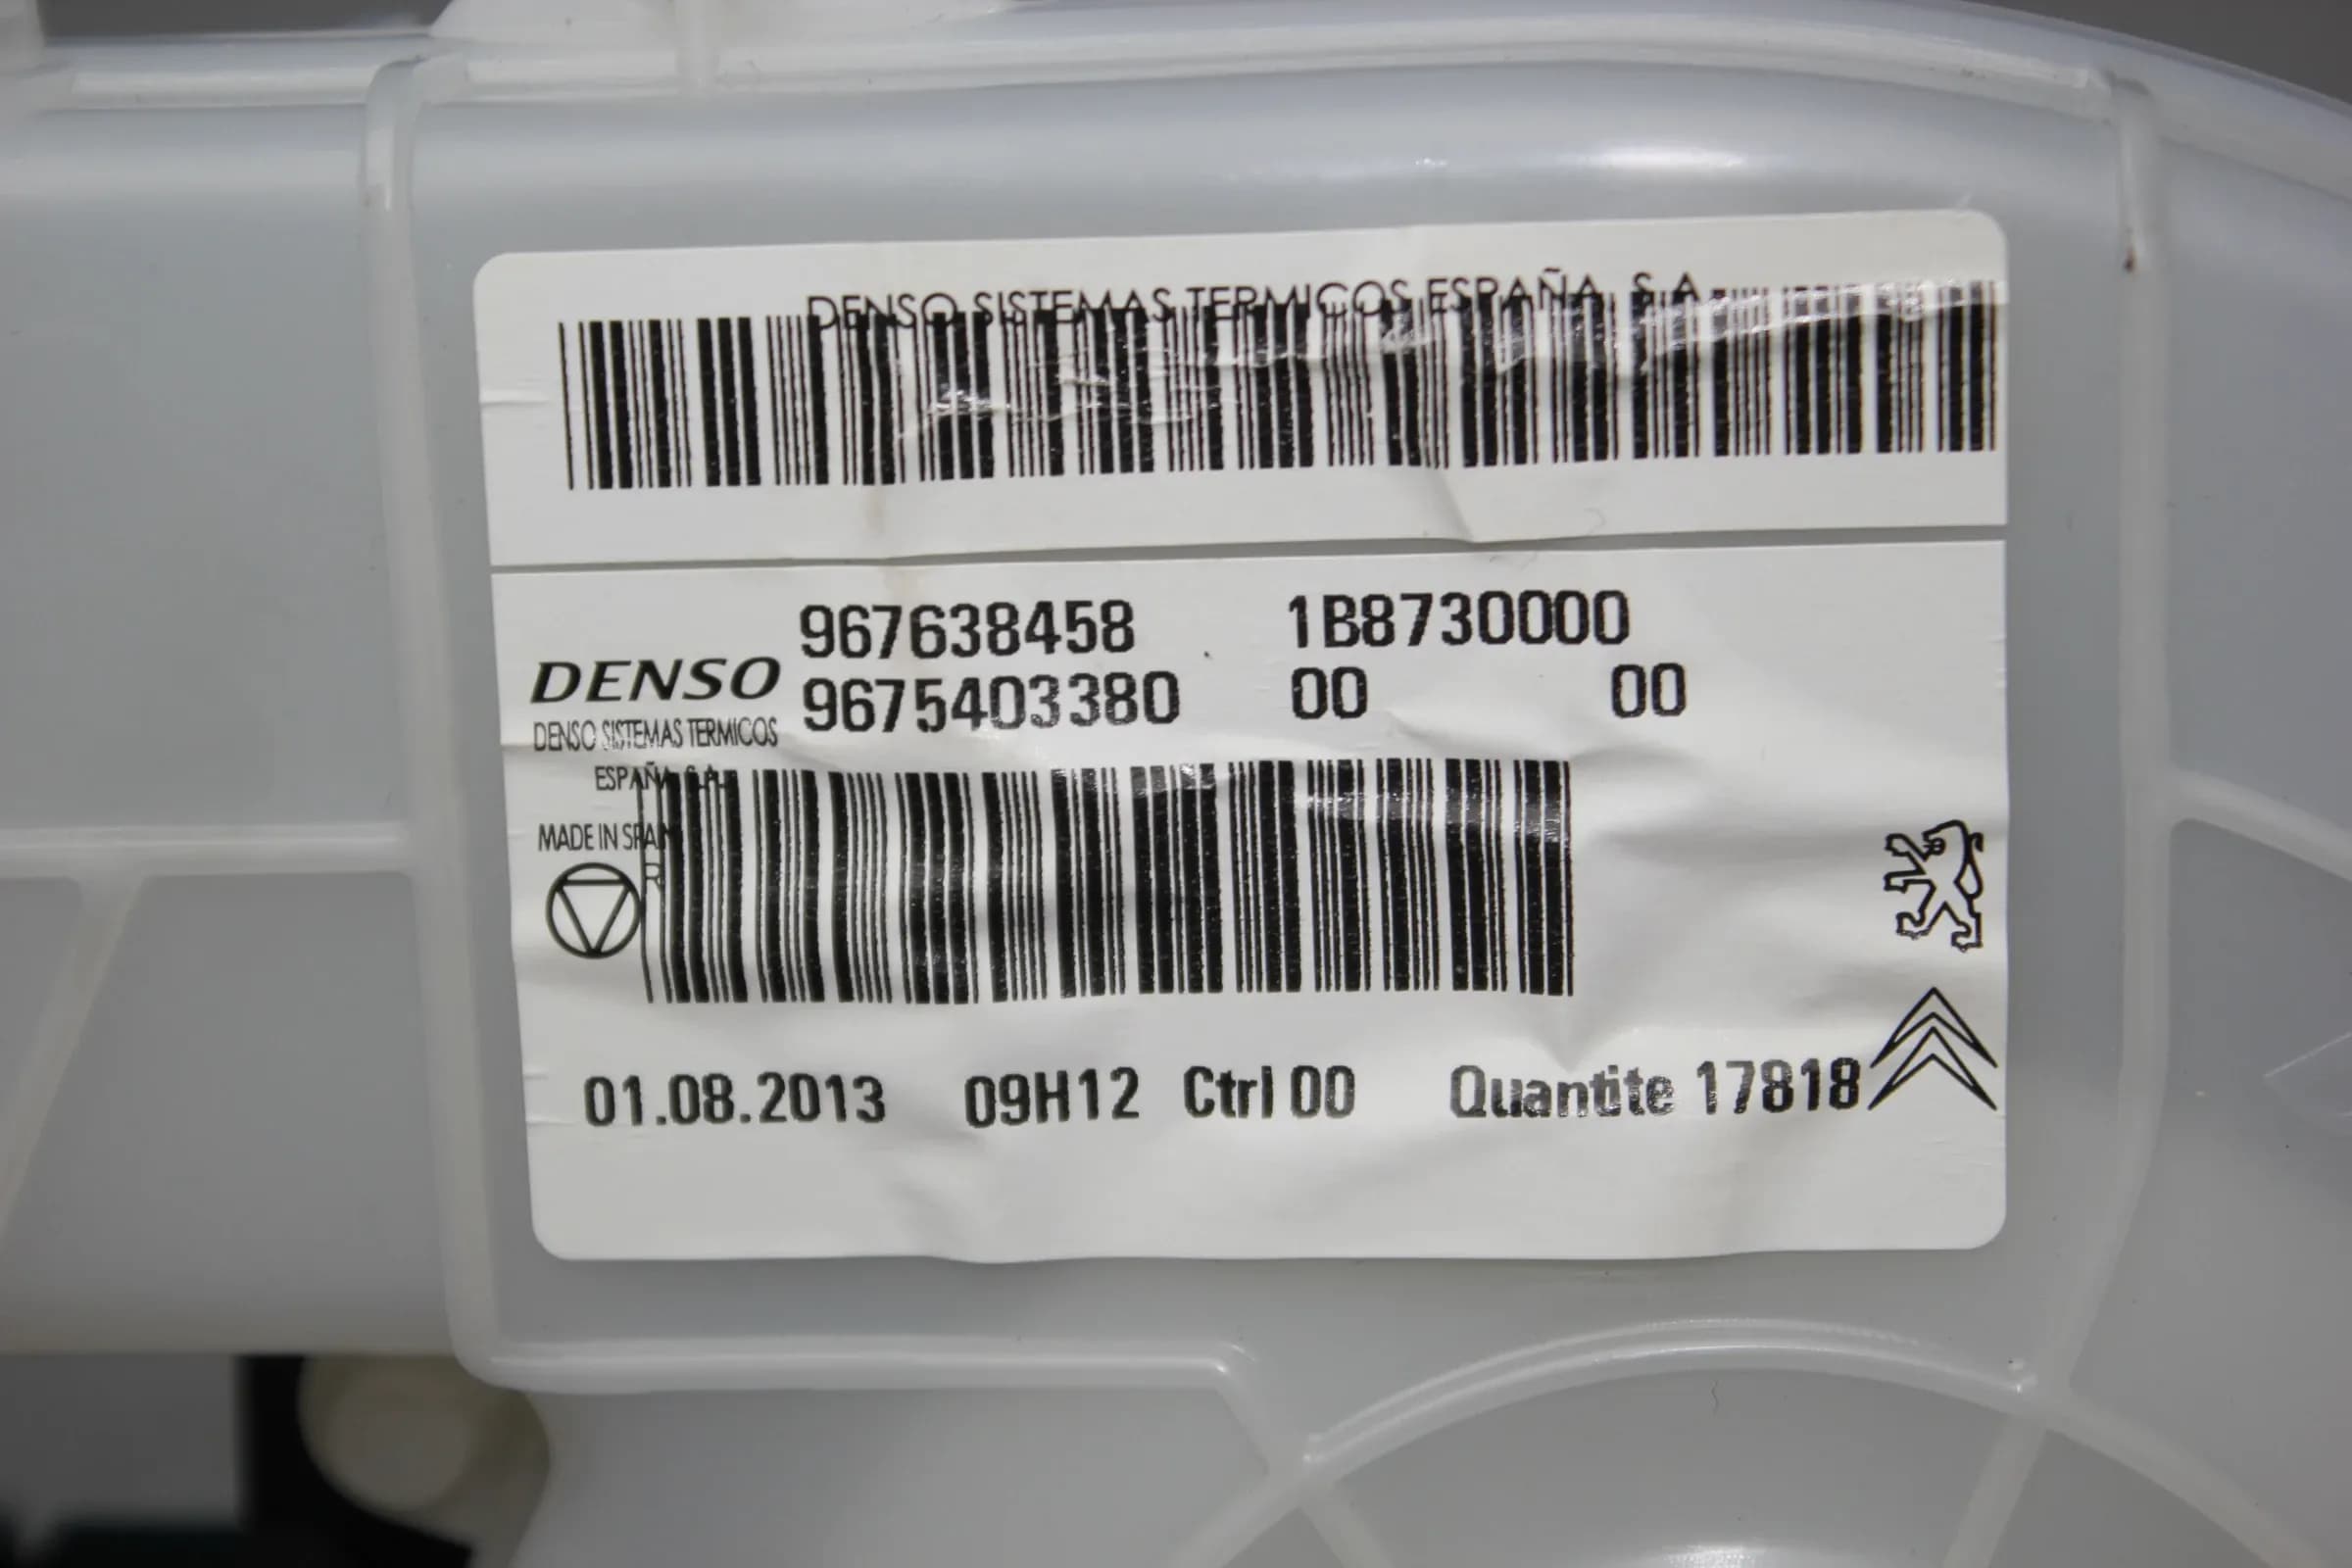 DENSO SISTEMAS TERMICOS ESPAÑA, S.A.
967638458 1B8730000
DENSO 9675403380 00 00
DENSO SISTEMAS TERMICOS
ESPAÑA S.A.
MADE IN SPAIN
R
01.08.2013 09H12 Ctrl 00 Quantite 17818